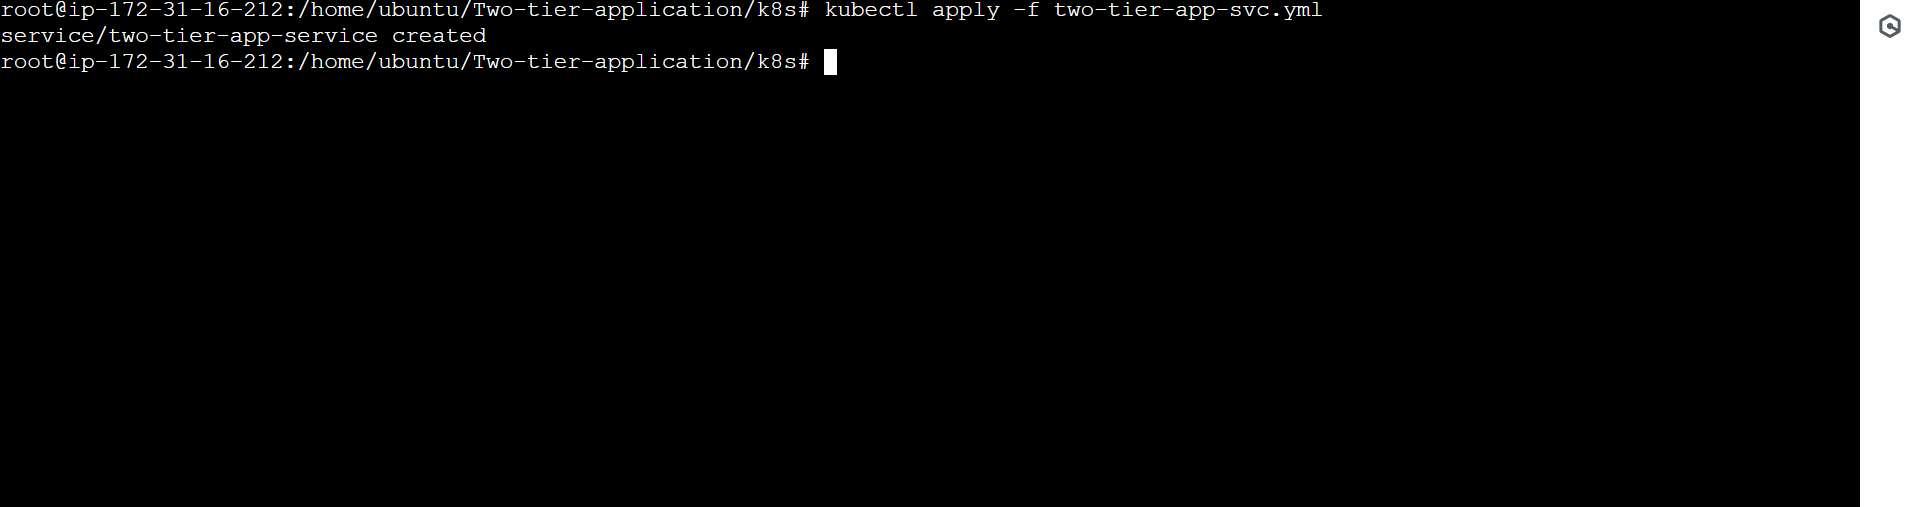 root@ip-172-31-16-212:/home/ubuntu/Two-tier-application/k8s# kubectl apply -f two-tier-app-svc.yml
service/two-tier-app-service created
root@ip-172-31-16-212:/home/ubuntu/Two-tier-application/k8s#